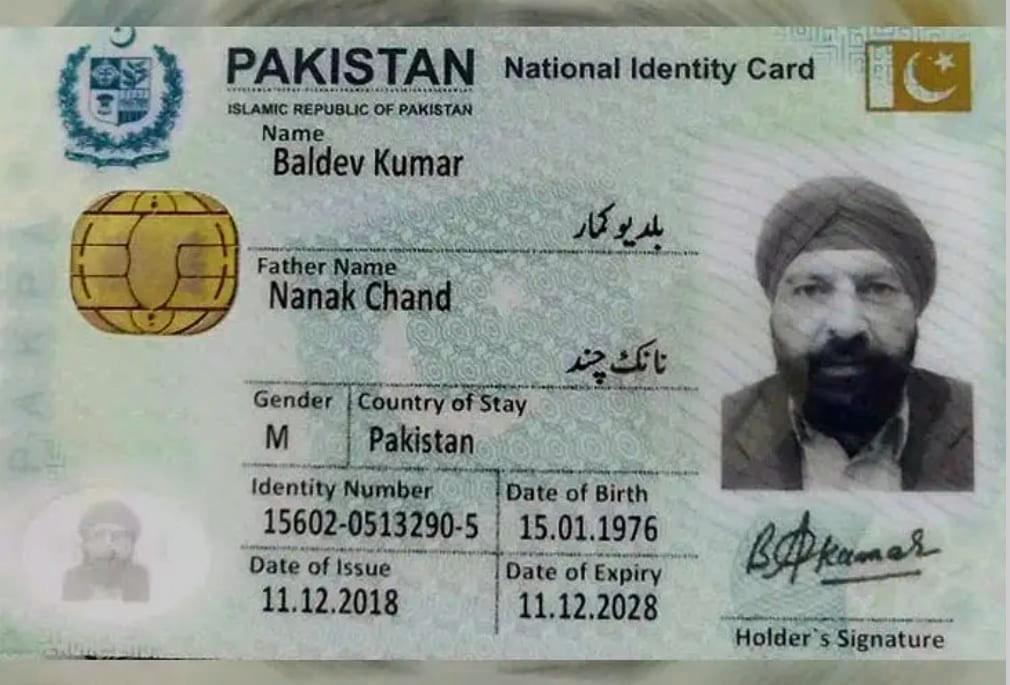 PAKISTAN National Identity Card
ISLAMIC REPUBLIC OF PAKISTAN
Name
Baldev Kumar
بلدیو کمار
Father Name
Nanak Chand
نانک چند
Gender Country of Stay
M Pakistan
Identity Number Date of Birth
15602-0513290-5 15.01.1976
Date of Issue Date of Expiry
11.12.2018 11.12.2028
Kumar
Holder`s Signature